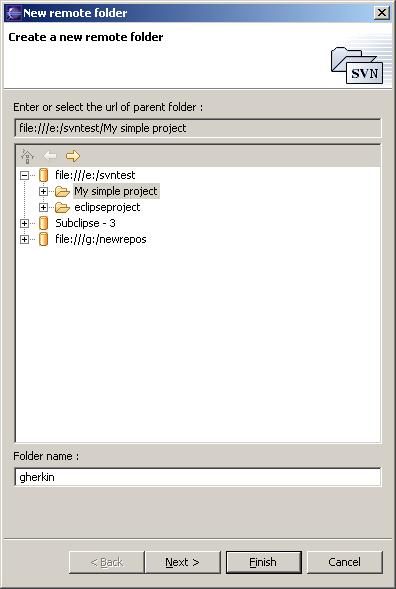 New remote folder
Create a new remote folder
SVN
Enter or select the url of parent folder :
file:///e:/svntest/My simple project
file:///e:/svntest
My simple project
eclipseproject
Subclipse - 3
file:///g:/newrepos
Folder name :
gherkin
< Back Next > Finish Cancel